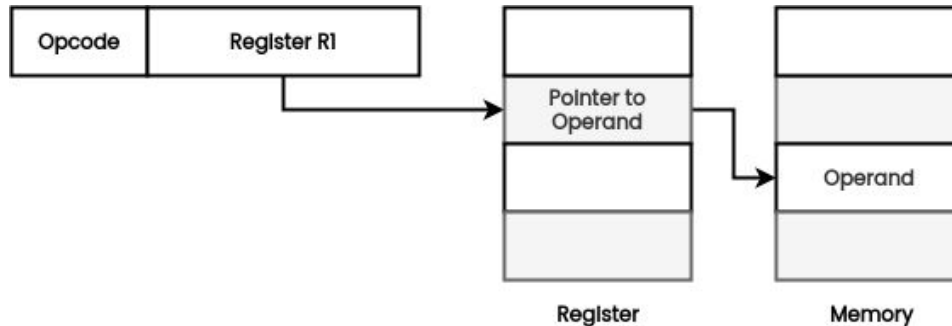 Opcode
Register R1
Pointer to
Operand
Operand
Register
Memory